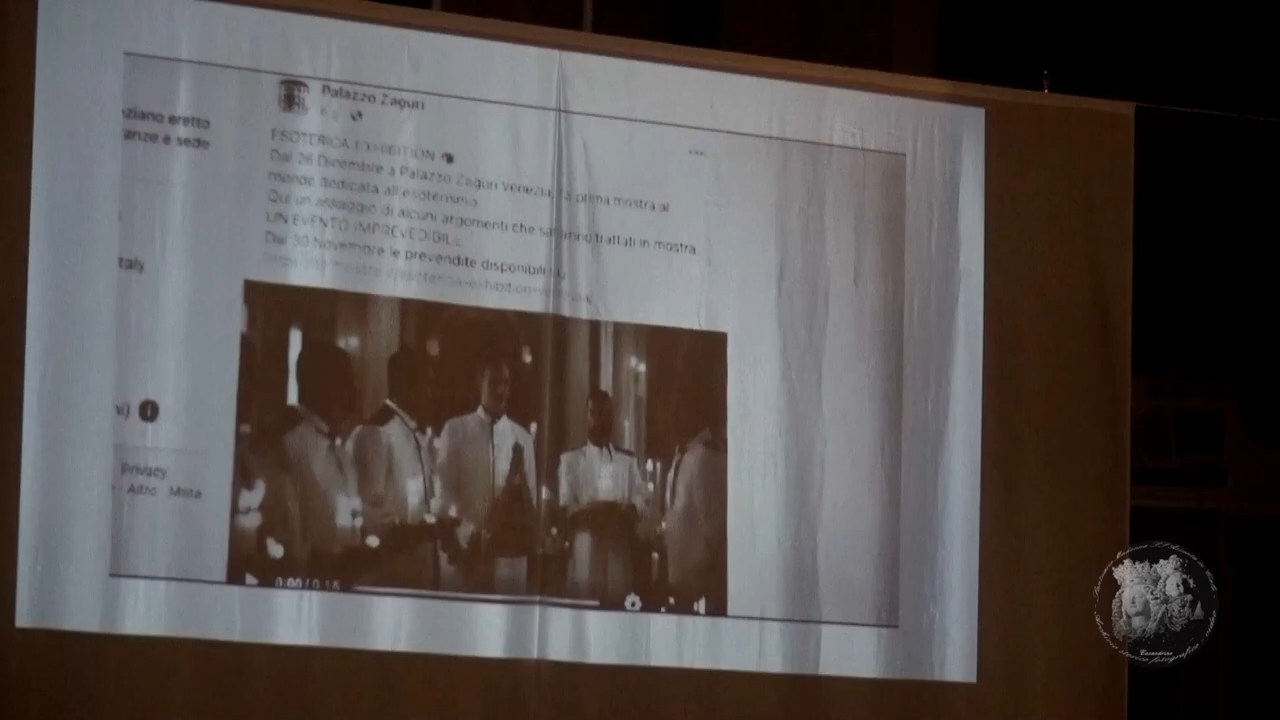 Palazzo Zaguri
ziano eretto
anze è sede
ESOTERICA EXHIBITION
Dal 26 Dicembre a Palazzo Zaguri Venezia, la prima mostra al
mondo dedicata all'esoterismo
Qui un assaggio di alcuni argomenti che saranno trattati in mostra
UN EVENTO IMPREVEDIBILE
Dal 30 Novembre le prevendite disponibili su
taly
ni)
Privacy
· Altro · Meta
0:00 / 0:15